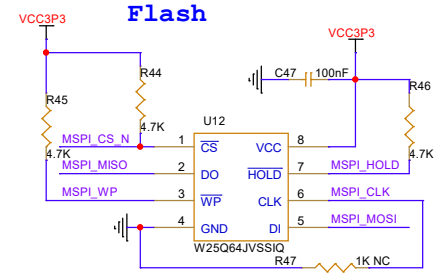 Flash
VCC3P3
VCC3P3
R44
C47
100nF
R46
R45
U12
4.7K
4.7K
MSPI_CS_N
1
CS
VCC
8
4.7K
MSPI_MISO
2
DO
HOLD
7
MSPI_HOLD
MSPI_WP
3
WP
CLK
6
MSPI_CLK
4
GND
DI
5
MSPI_MOSI
W25Q64JVSSIQ
R47
1K NC